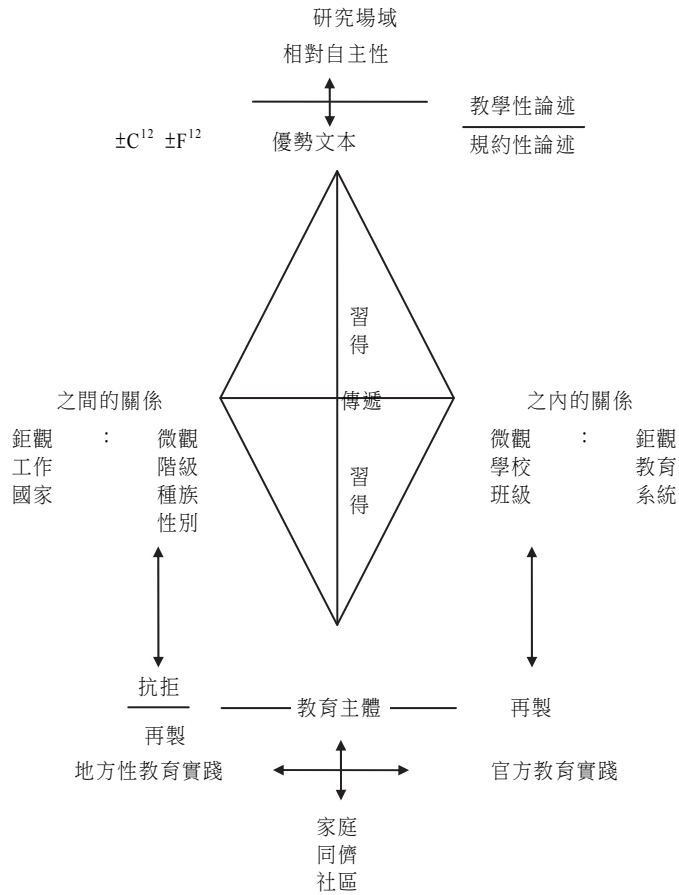 研究場域
相對自主性
教學性論述
±C¹² ±F¹² 優勢文本 規約性論述
習
得
之間的關係 傳遞 之內的關係
鉅觀 : 微觀 微觀 : 鉅觀
工作 階級 學校 教育
國家 種族 班級 系統
性別
習
得
抗拒
教育主體 再製
再製
地方性教育實踐 官方教育實踐
家庭
同儕
社區